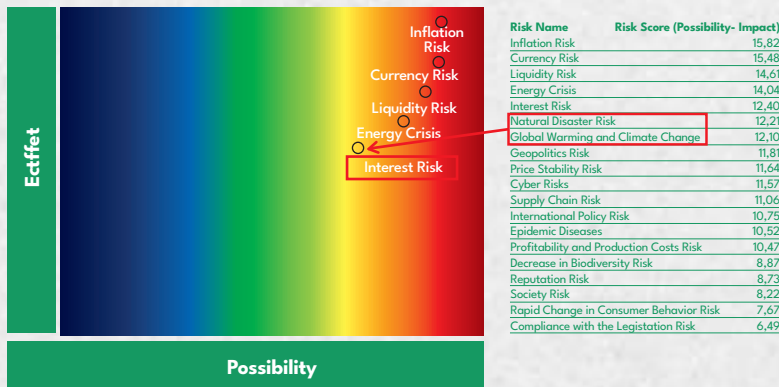 Ectffet
Inflation
Risk
Currency Risk
Liquidity Risk
Energy Crisis
Interest Risk
Possibility
Risk Name Risk Score (Possibility- Impact)
Inflation Risk 15,82
Currency Risk 15,48
Liquidity Risk 14,61
Energy Crisis 14,04
Interest Risk 12,40
Natural Disaster Risk 12,21
Global Warming and Climate Change 12,10
Geopolitics Risk 11,81
Price Stability Risk 11,64
Cyber Risks 11,57
Supply Chain Risk 11,06
International Policy Risk 10,75
Epidemic Diseases 10,52
Profitability and Production Costs Risk 10,47
Decrease in Biodiversity Risk 8,87
Reputation Risk 8,73
Society Risk 8,22
Rapid Change in Consumer Behavior Risk 7,67
Compliance with the Legistation Risk 6,49